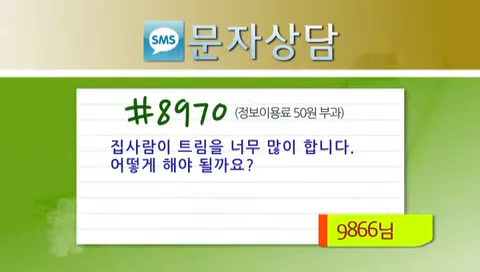 SMS 문자상담
#8970 (정보이용료 50원 부과)
집사람이 트림을 너무 많이 합니다.
어떻게 해야 될까요?
9866님